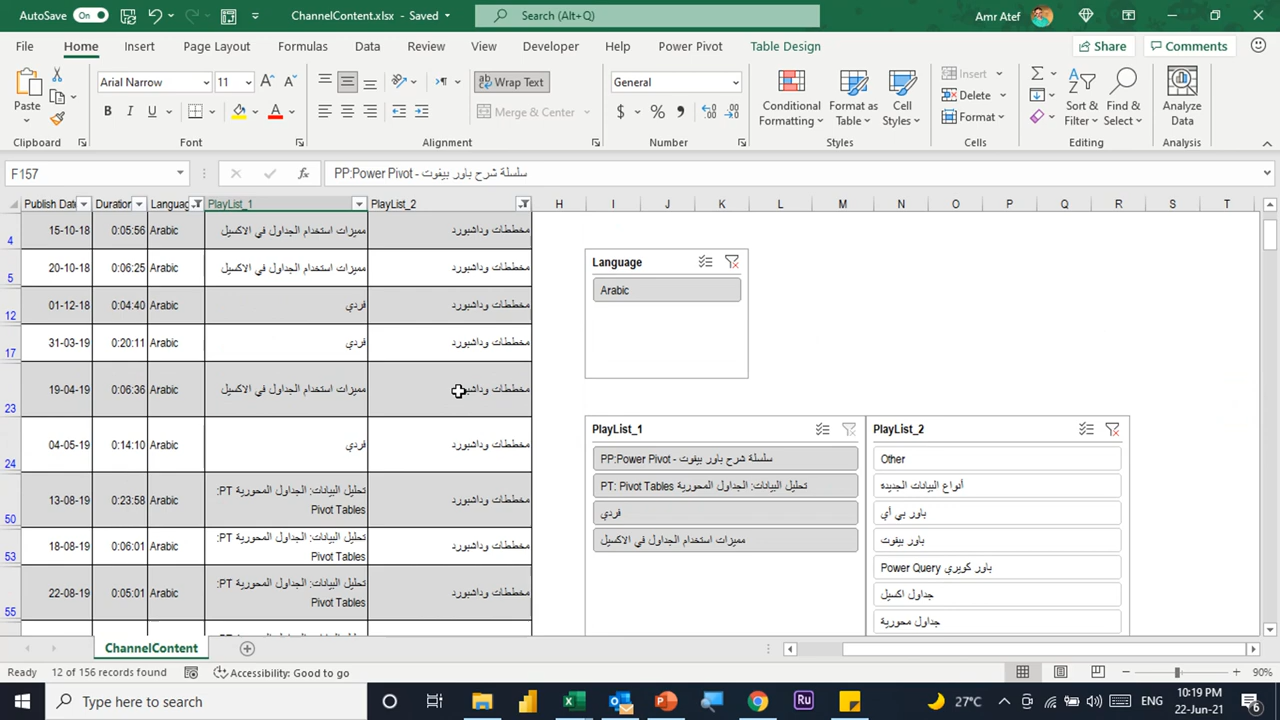 AutoSave On ChannelContent.xlsx - Saved Search (Alt+Q) Amr Atef
File Home Insert Page Layout Formulas Data Review View Developer Help Power Pivot Table Design Share Comments
Paste Arial Narrow 11 Wrap Text General Conditional Formatting Format as Table Cell Styles Insert Sort & Filter Find & Select Analyze Data
B I U Merge & Center $ % Delete
Format
Clipboard Font Alignment Number Styles Cells Editing Analysis
F157 PP:Power Pivot - سلسلة شرح باور بيفوت
Publish Dat Duration Languag PlayList_1 PlayList_2 H I J K L M N O P Q R S T
4 15-10-18 0:05:56 Arabic مميزات استخدام الجداول في الاكسيل مخططات وداشبورد
5 20-10-18 0:06:25 Arabic مميزات استخدام الجداول في الاكسيل مخططات وداشبورد
12 01-12-18 0:04:40 Arabic فردي مخططات وداشبورد
17 31-03-19 0:20:11 Arabic فردي مخططات وداشبورد
23 19-04-19 0:06:36 Arabic مميزات استخدام الجداول في الاكسيل مخططات وداشبورد
24 04-05-19 0:14:10 Arabic فردي مخططات وداشبورد
50 13-08-19 0:23:58 Arabic تحليل البيانات: الجداول المحورية PT: Pivot Tables مخططات وداشبورد
53 18-08-19 0:06:01 Arabic تحليل البيانات: الجداول المحورية PT: Pivot Tables مخططات وداشبورد
55 22-08-19 0:05:01 Arabic تحليل البيانات: الجداول المحورية PT: Pivot Tables مخططات وداشبورد
Language
Arabic
PlayList_1
PP:Power Pivot - سلسلة شرح باور بيفوت
PT: Pivot Tables تحليل البيانات: الجداول المحورية
فردي
مميزات استخدام الجداول في الاكسيل
PlayList_2
Other
أنواع البيانات الجديدة
باور بي أي
باور بيفوت
Power Query باور كويري
جداول اكسيل
جداول محورية
ChannelContent
Ready 12 of 156 records found Accessibility: Good to go 90%
Type here to search Ru 27°C ENG 10:19 PM
22-Jun-21 6